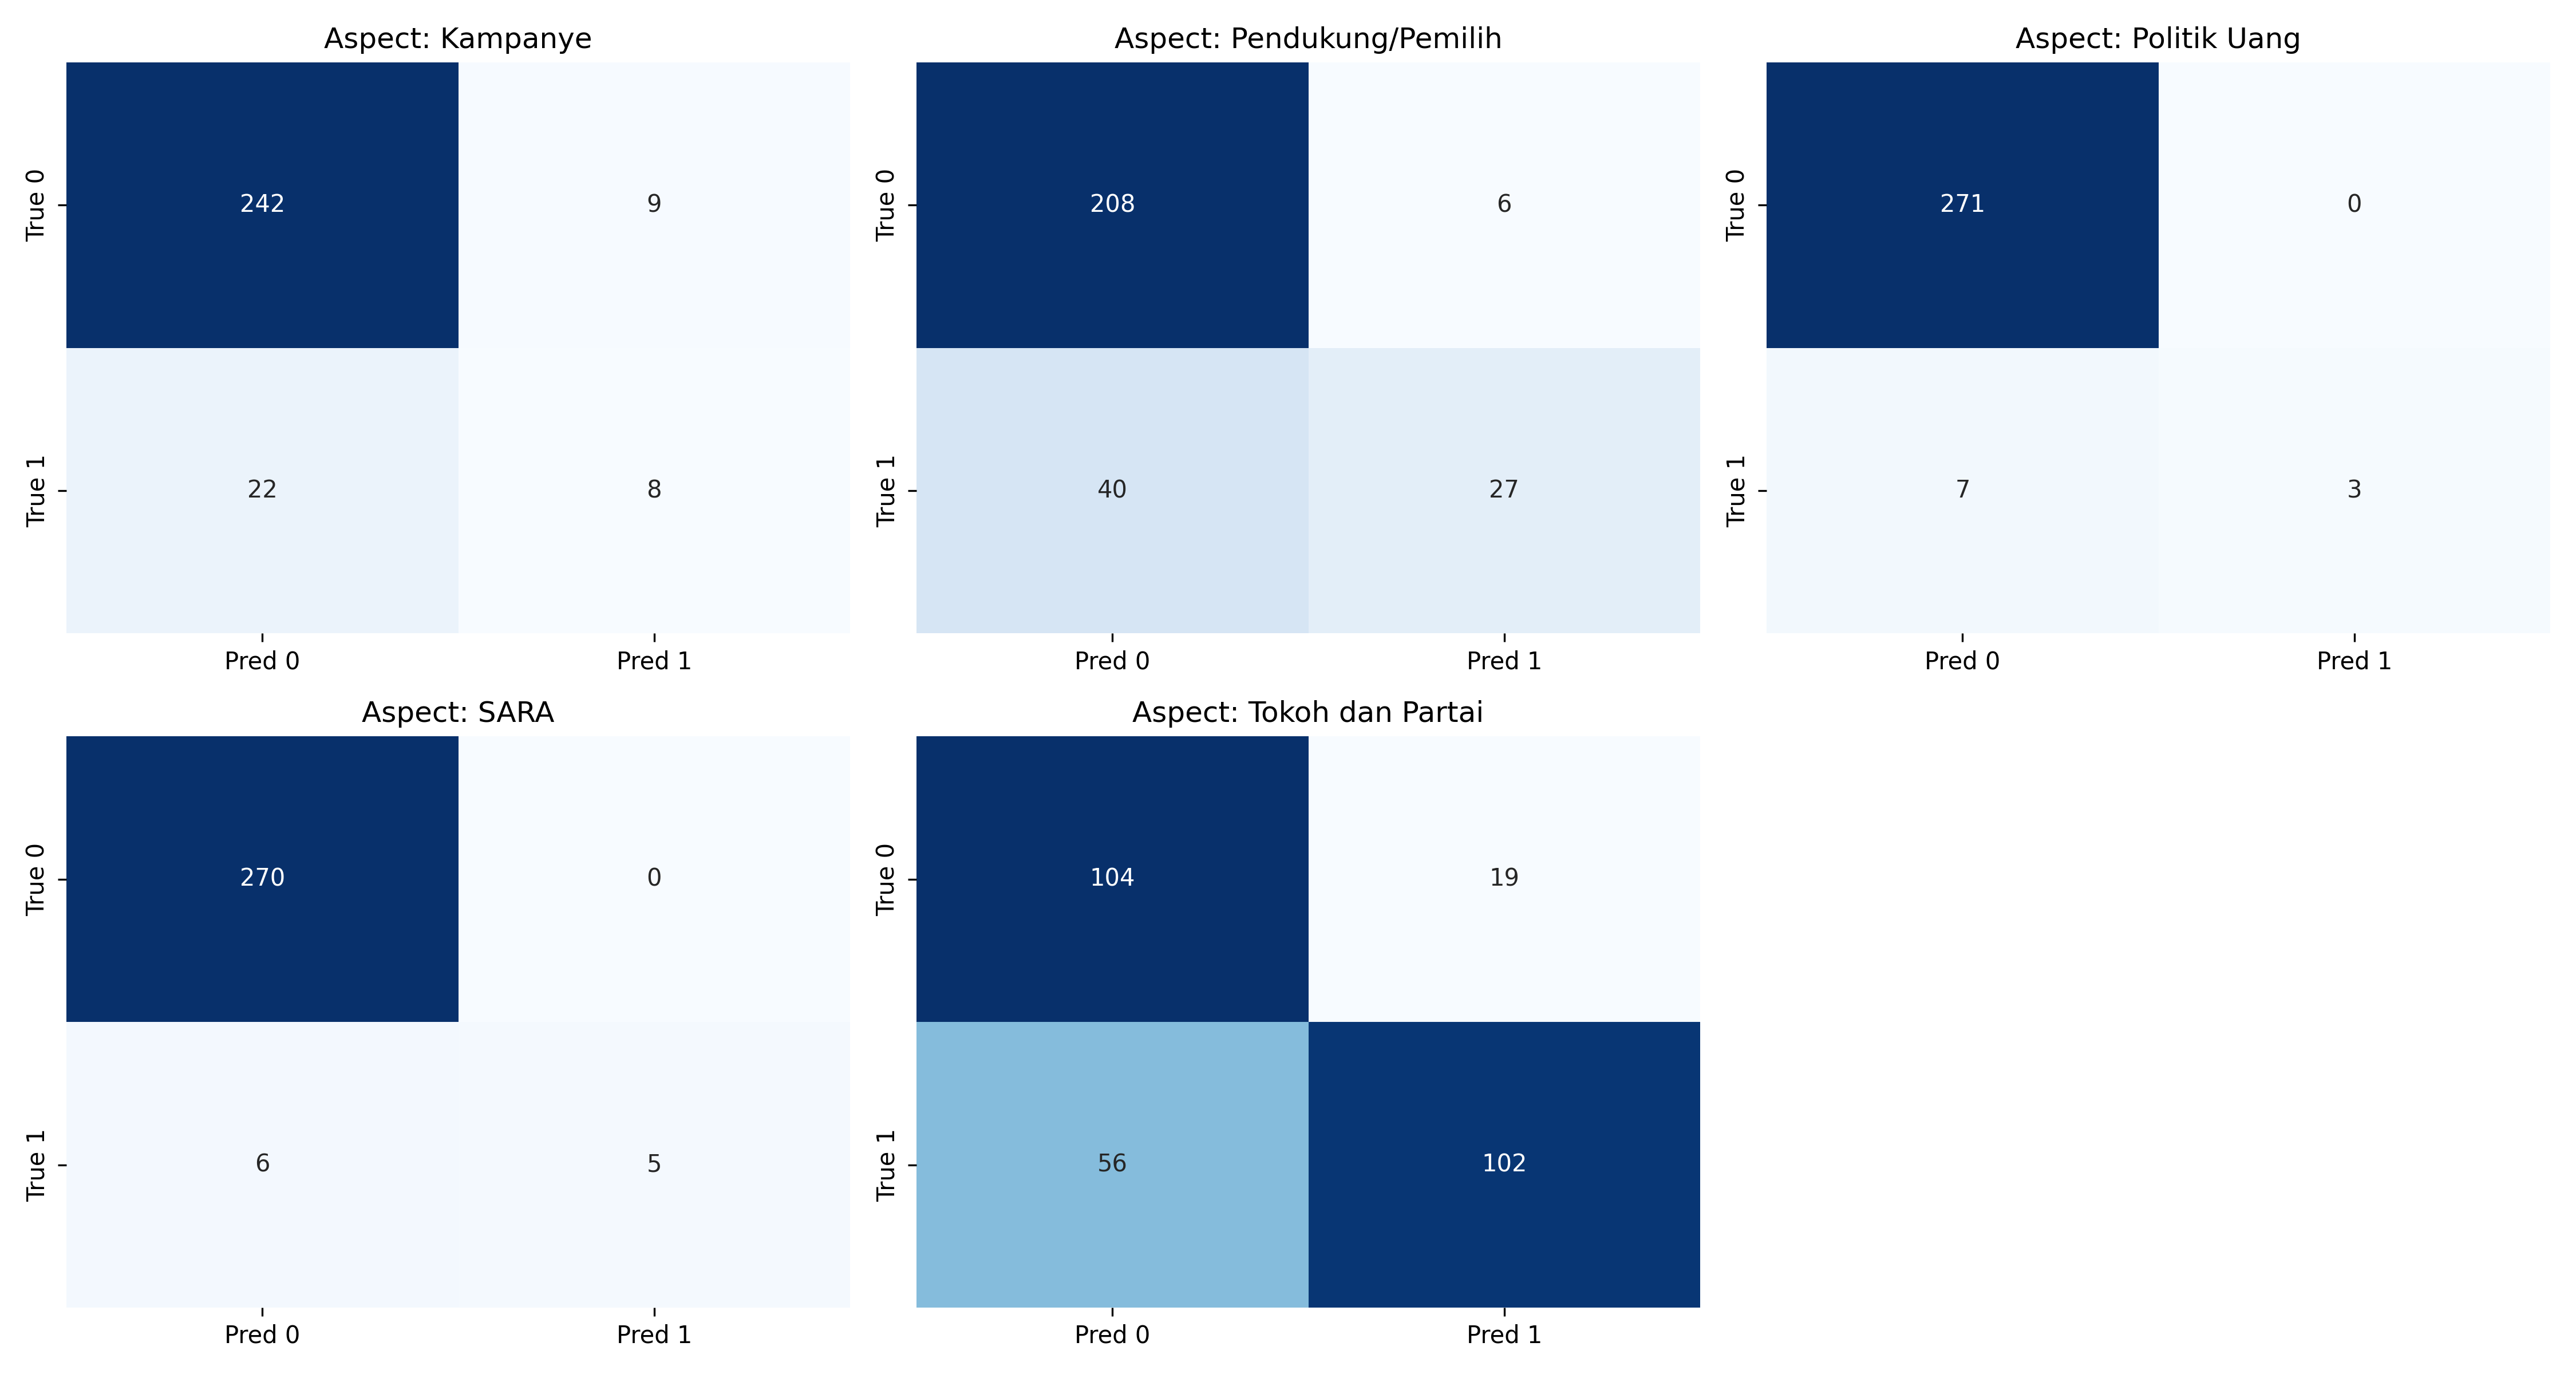 Aspect: Kampanye
True 0
242
9
True 1
22
8
Pred 0
Pred 1
Aspect: Pendukung/Pemilih
True 0
208
6
True 1
40
27
Pred 0
Pred 1
Aspect: Politik Uang
True 0
271
0
True 1
7
3
Pred 0
Pred 1
Aspect: SARA
True 0
270
0
True 1
6
5
Pred 0
Pred 1
Aspect: Tokoh dan Partai
True 0
104
19
True 1
56
102
Pred 0
Pred 1